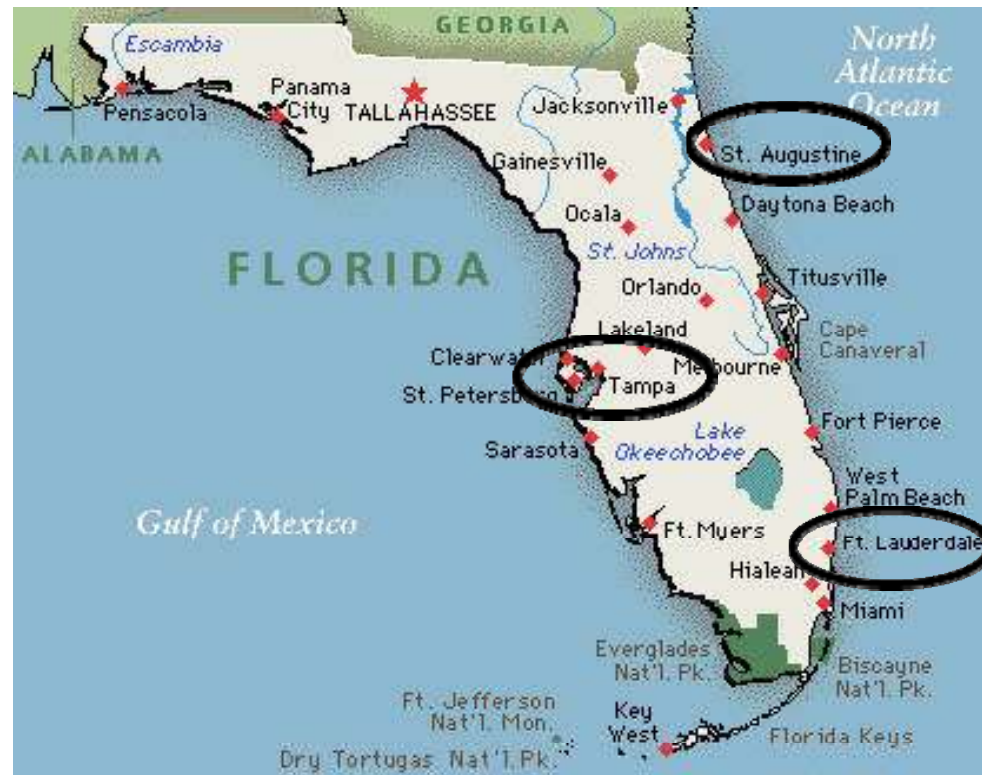 GEORGIA
North
Atlantic
Ocean
Escambia
Pensacola
Panama
City
TALLAHASSEE
Jacksonville
ALABAMA
St. Augustine
Gainesville
Ocala
Daytona Beach
St. Johns
FLORIDA
Titusville
Orlando
Lakeland
Cape
Canaveral
Clearwater
Melbourne
Tampa
St. Petersburg
Fort Pierce
Sarasota
Lake
Okeechobee
West
Palm Beach
Gulf of Mexico
Ft. Myers
Ft. Lauderdale
Hialeah
Miami
Everglades
Nat'l. Pk.
Biscayne
Nat'l. Pk.
Ft. Jefferson
Nat'l. Mon.
Key
West
Florida Keys
Dry Tortugas Nat'l. Pk.